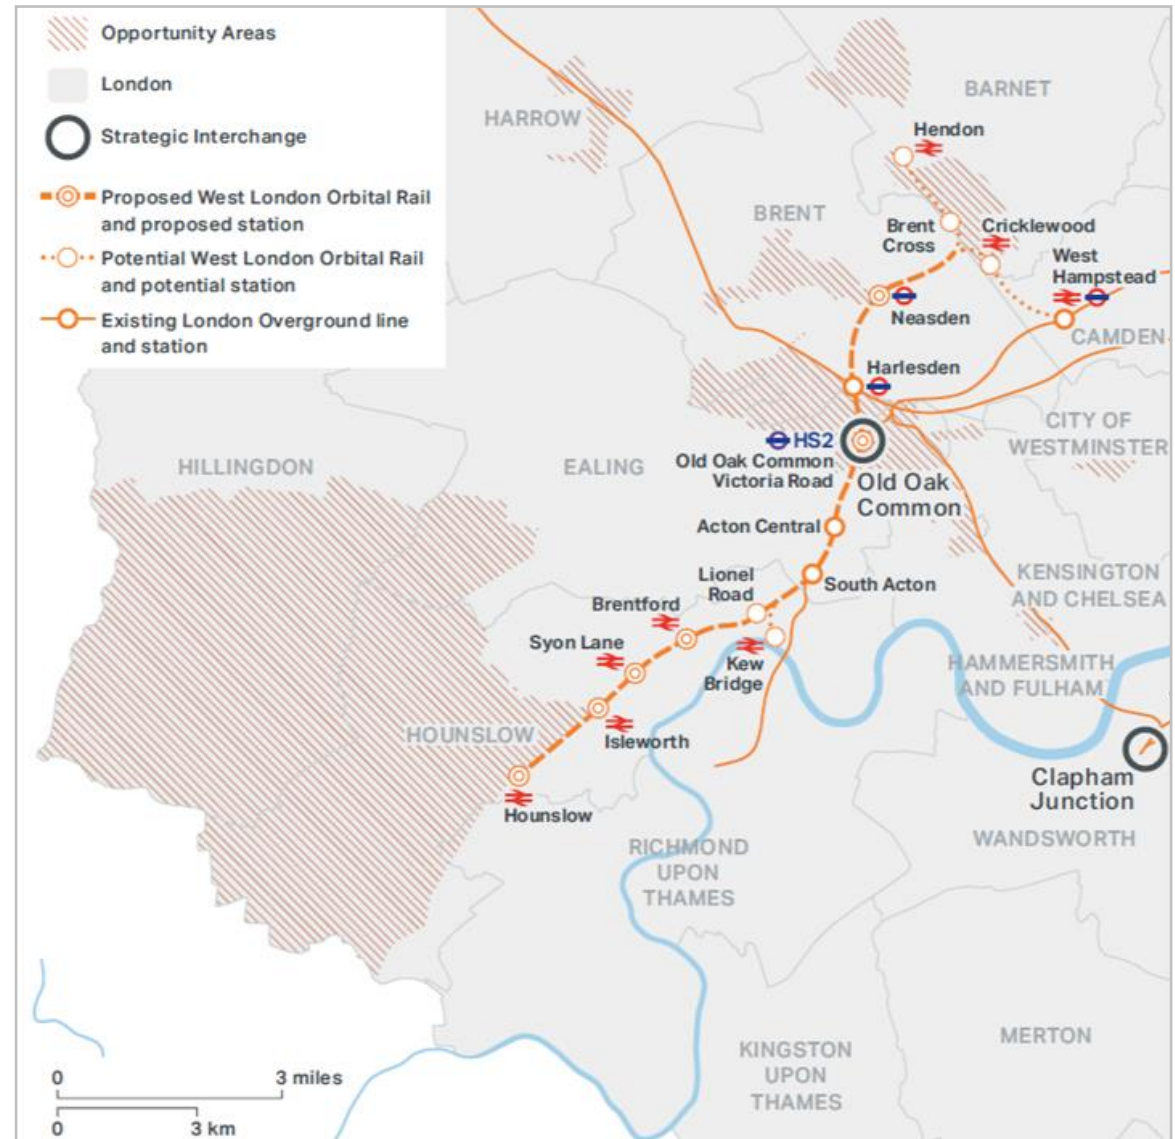 Opportunity Areas
London
Strategic Interchange
Proposed West London Orbital Rail
and proposed station
Potential West London Orbital Rail
and potential station
Existing London Overground line
and station
HARROW
BARNET
Hendon
BRENT
Brent
Cross
Cricklewood
West
Hampstead
Neasden
CAMDEN
Harlesden
CITY OF
WESTMINSTER
HS2
Old Oak Common
Victoria Road
Old Oak
Common
HILLINGDON
EALING
Acton Central
Lionel
Road
South Acton
KENSINGTON
AND CHELSEA
Brentford
Syon Lane
Kew
Bridge
HAMMERSMITH
AND FULHAM
HOUNSLOW
Isleworth
Hounslow
Clapham
Junction
RICHMOND
UPON
THAMES
WANDSWORTH
MERTON
KINGSTON
UPON
THAMES
0
3 miles
0
3 km